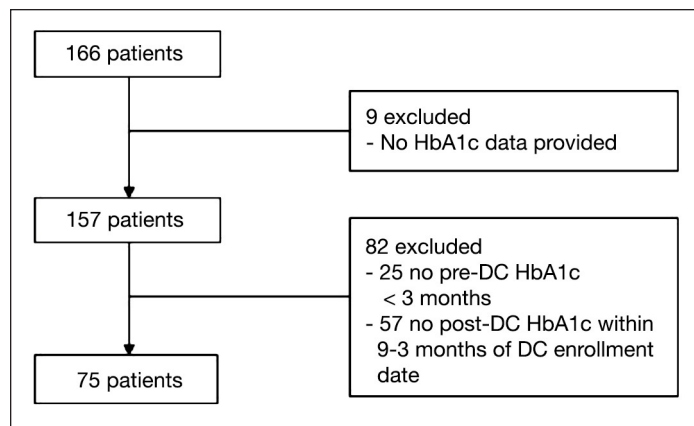 166 patients
9 excluded
- No HbA1c data provided
157 patients
82 excluded
- 25 no pre-DC HbA1c
< 3 months
- 57 no post-DC HbA1c within
9-3 months of DC enrollment
date
75 patients